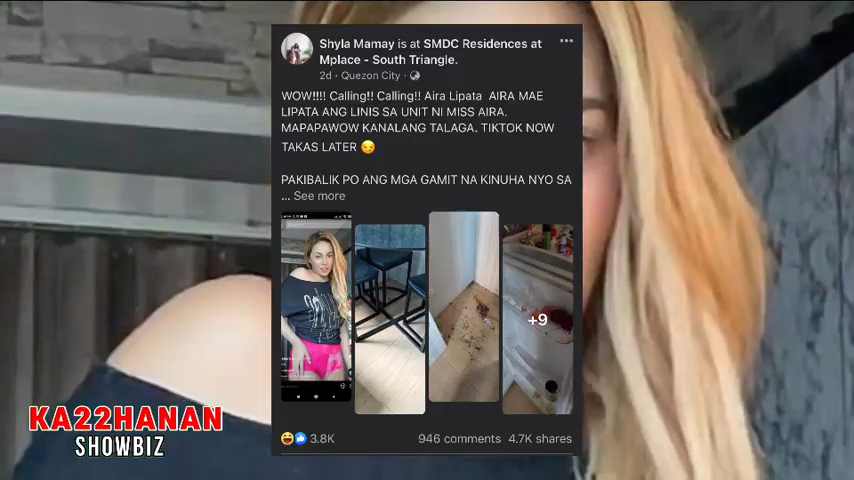 Shyla Mamay is at SMDC Residences at
Mplace - South Triangle.
2d · Quezon City ·
WOW!!!! Calling!! Calling!! Aira Lipata AIRA MAE
LIPATA ANG LINIS SA UNIT NI MISS AIRA.
MAPAPAWOW KANALANG TALAGA. TIKTOK NOW
TAKAS LATER 😏
PAKIBALIK PO ANG MGA GAMIT NA KINUHA NYO SA
... See more
+9
3.8K
946 comments 4.7K shares
KA22HANAN
SHOWBIZ